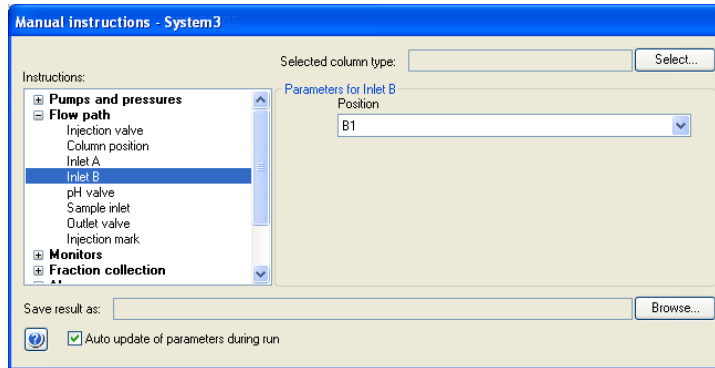 Manual instructions - System3
Selected column type:
Select...
Instructions:
Pumps and pressures
Flow path
Injection valve
Column position
Inlet A
Inlet B
pH valve
Sample inlet
Outlet valve
Injection mark
Monitors
Fraction collection
Parameters for Inlet B
Position
B1
Save result as:
Browse...
Auto update of parameters during run